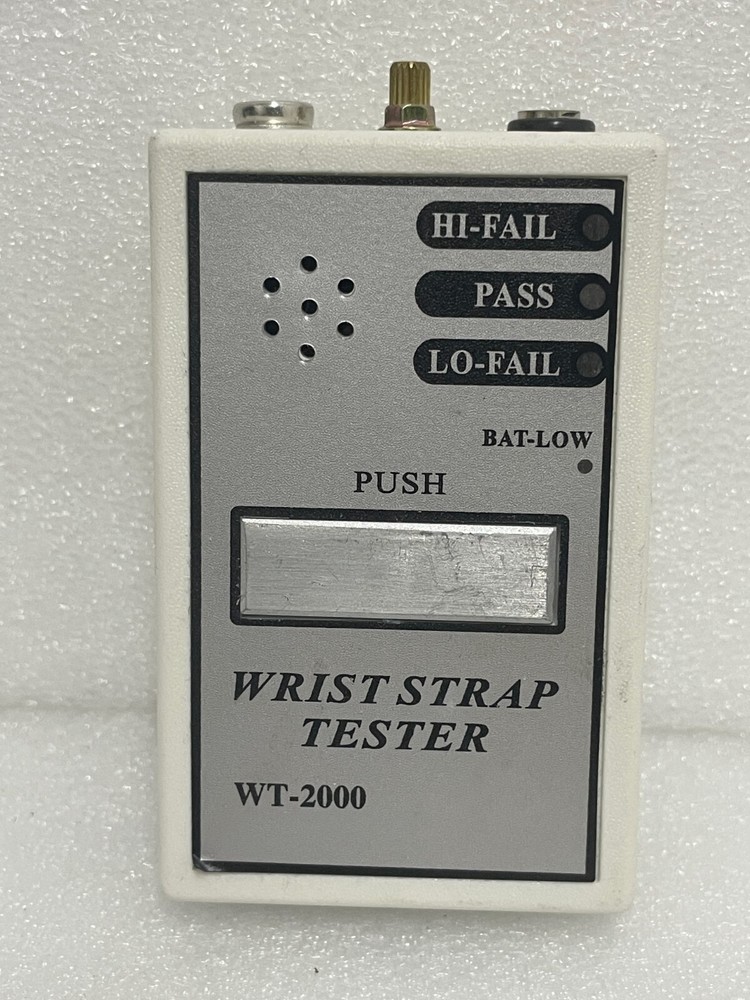 HI-FAIL
PASS
LO-FAIL
BAT-LOW
PUSH
WRIST STRAP
TESTER
WT-2000